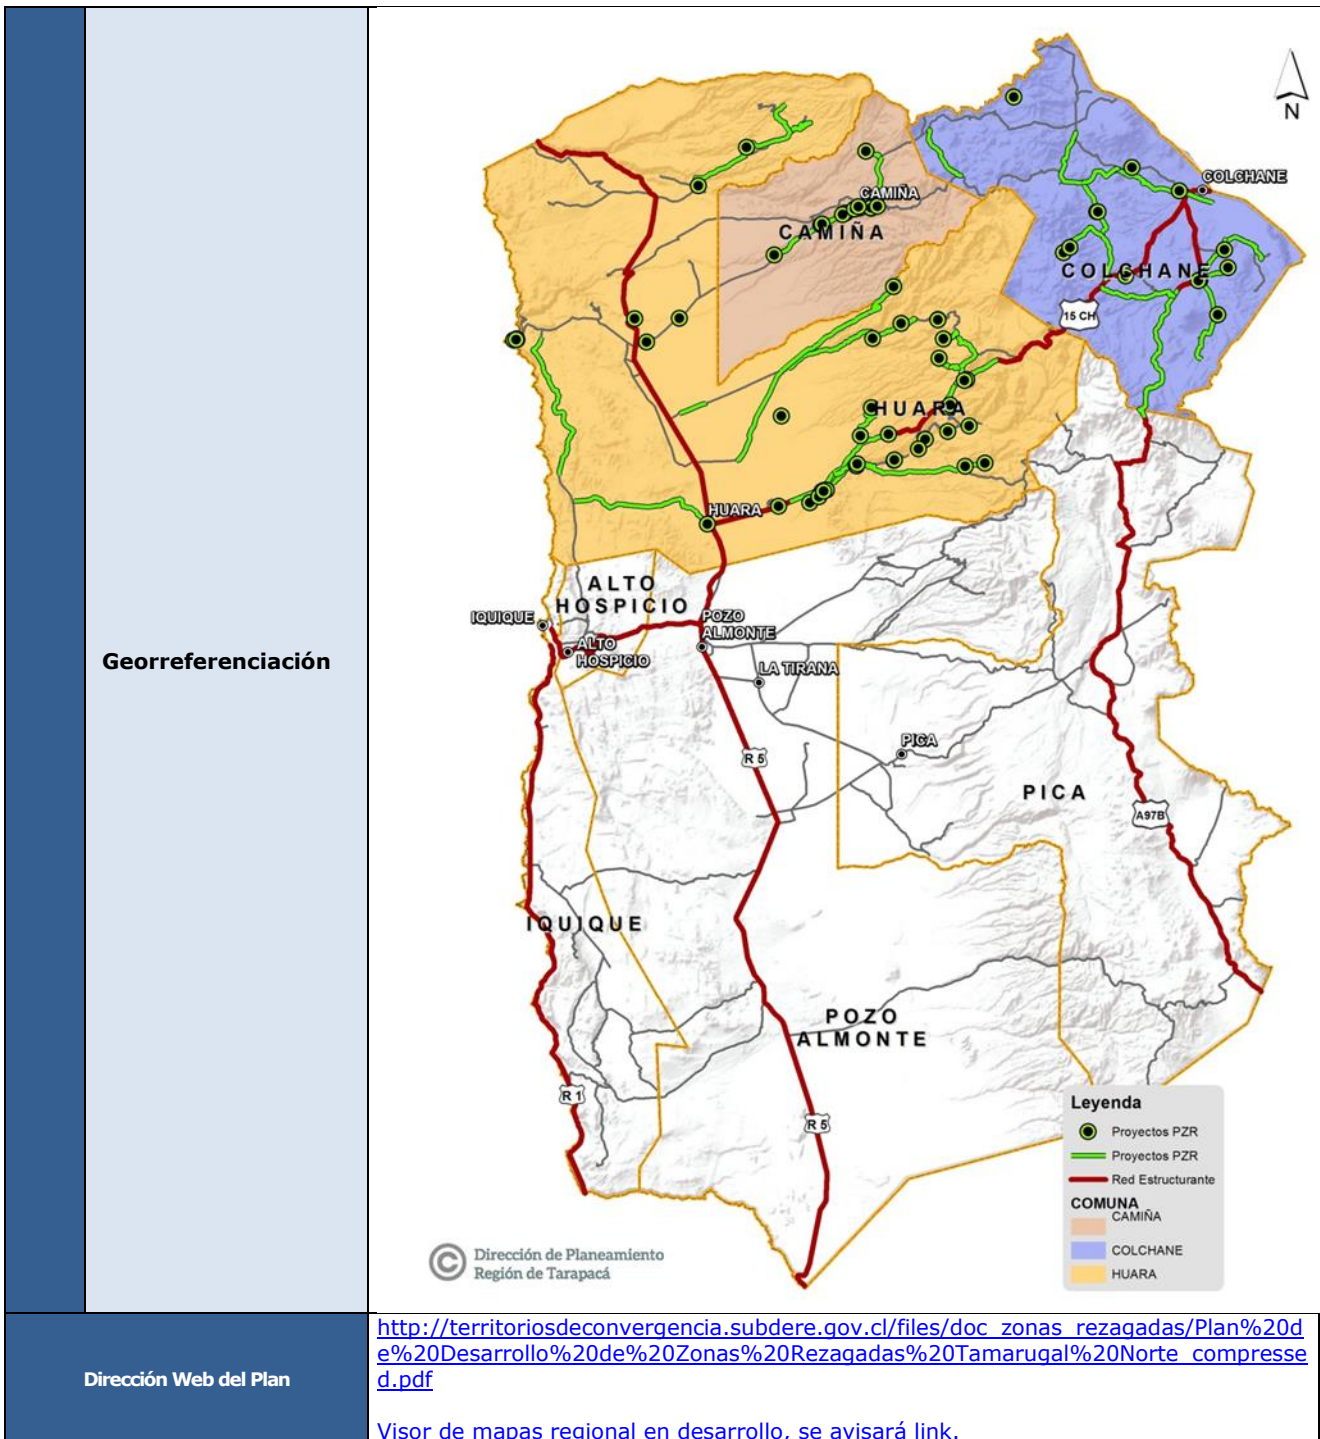 Georreferenciación
N
COLCHANE
CAMIÑA
CAMIÑA
COLCHANE
15 CH
HUARA
HUARA
ALTO
HOSPICIO
IQUIQUE
POZO
ALMONTE
ALTO
HOSPICIO
LA TIRANA
PICA
R 5
PICA
A97B
IQUIQUE
POZO
ALMONTE
R 1
R 5
Leyenda
Proyectos PZR
Proyectos PZR
Red Estructurante
COMUNA
CAMIÑA
COLCHANE
HUARA
© Dirección de Planeamiento
Región de Tarapacá
Dirección Web del Plan
http://territoriosdeconvergencia.subdere.gov.cl/files/doc_zonas_rezagadas/Plan%20d
e%20Desarrollo%20de%20Zonas%20Rezagadas%20Tamarugal%20Norte_compresse
d.pdf
Visor de mapas regional en desarrollo, se avisará link.